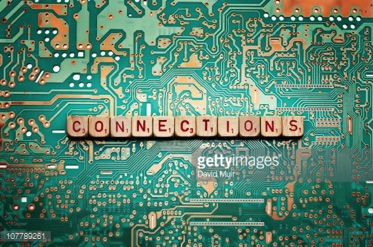 CONNECTIONS
gettyimages
David Muir
107789261